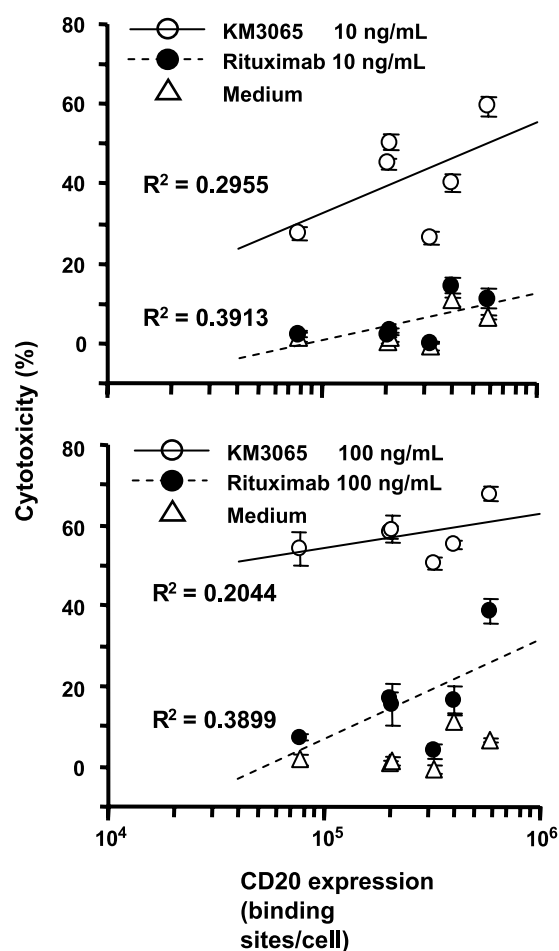 80
KM3065 10 ng/mL
Rituximab 10 ng/mL
Medium
60
R² = 0.2955
40
20
R² = 0.3913
0
Cytotoxicity (%)
80
KM3065 100 ng/mL
Rituximab 100 ng/mL
Medium
60
R² = 0.2044
40
20
R² = 0.3899
0
10⁴ 10⁵ 10⁶
CD20 expression
(binding
sites/cell)